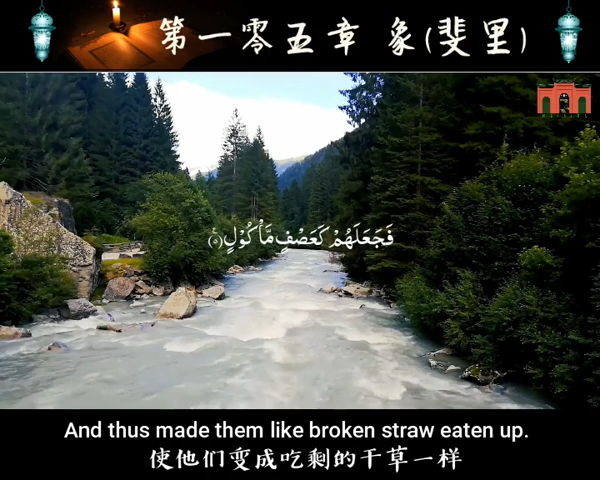 第一零五章 象(斐里)
فَجَعَلَهُمْ كَعَصْفٍ مَّأْكُولٍ ﴿٥﴾
And thus made them like broken straw eaten up.
使他们变成吃剩的干草一样